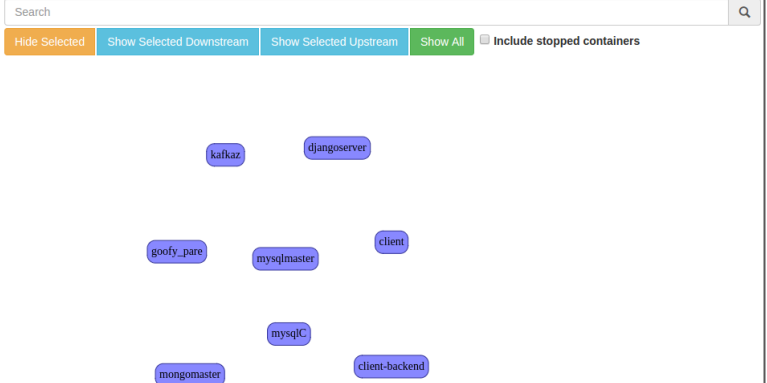 Search
Hide Selected Show Selected Downstream Show Selected Upstream Show All Include stopped containers
djangoserver
kafkaz
client
goofy_pare
mysqlmaster
mysqlC
client-backend
mongomaster